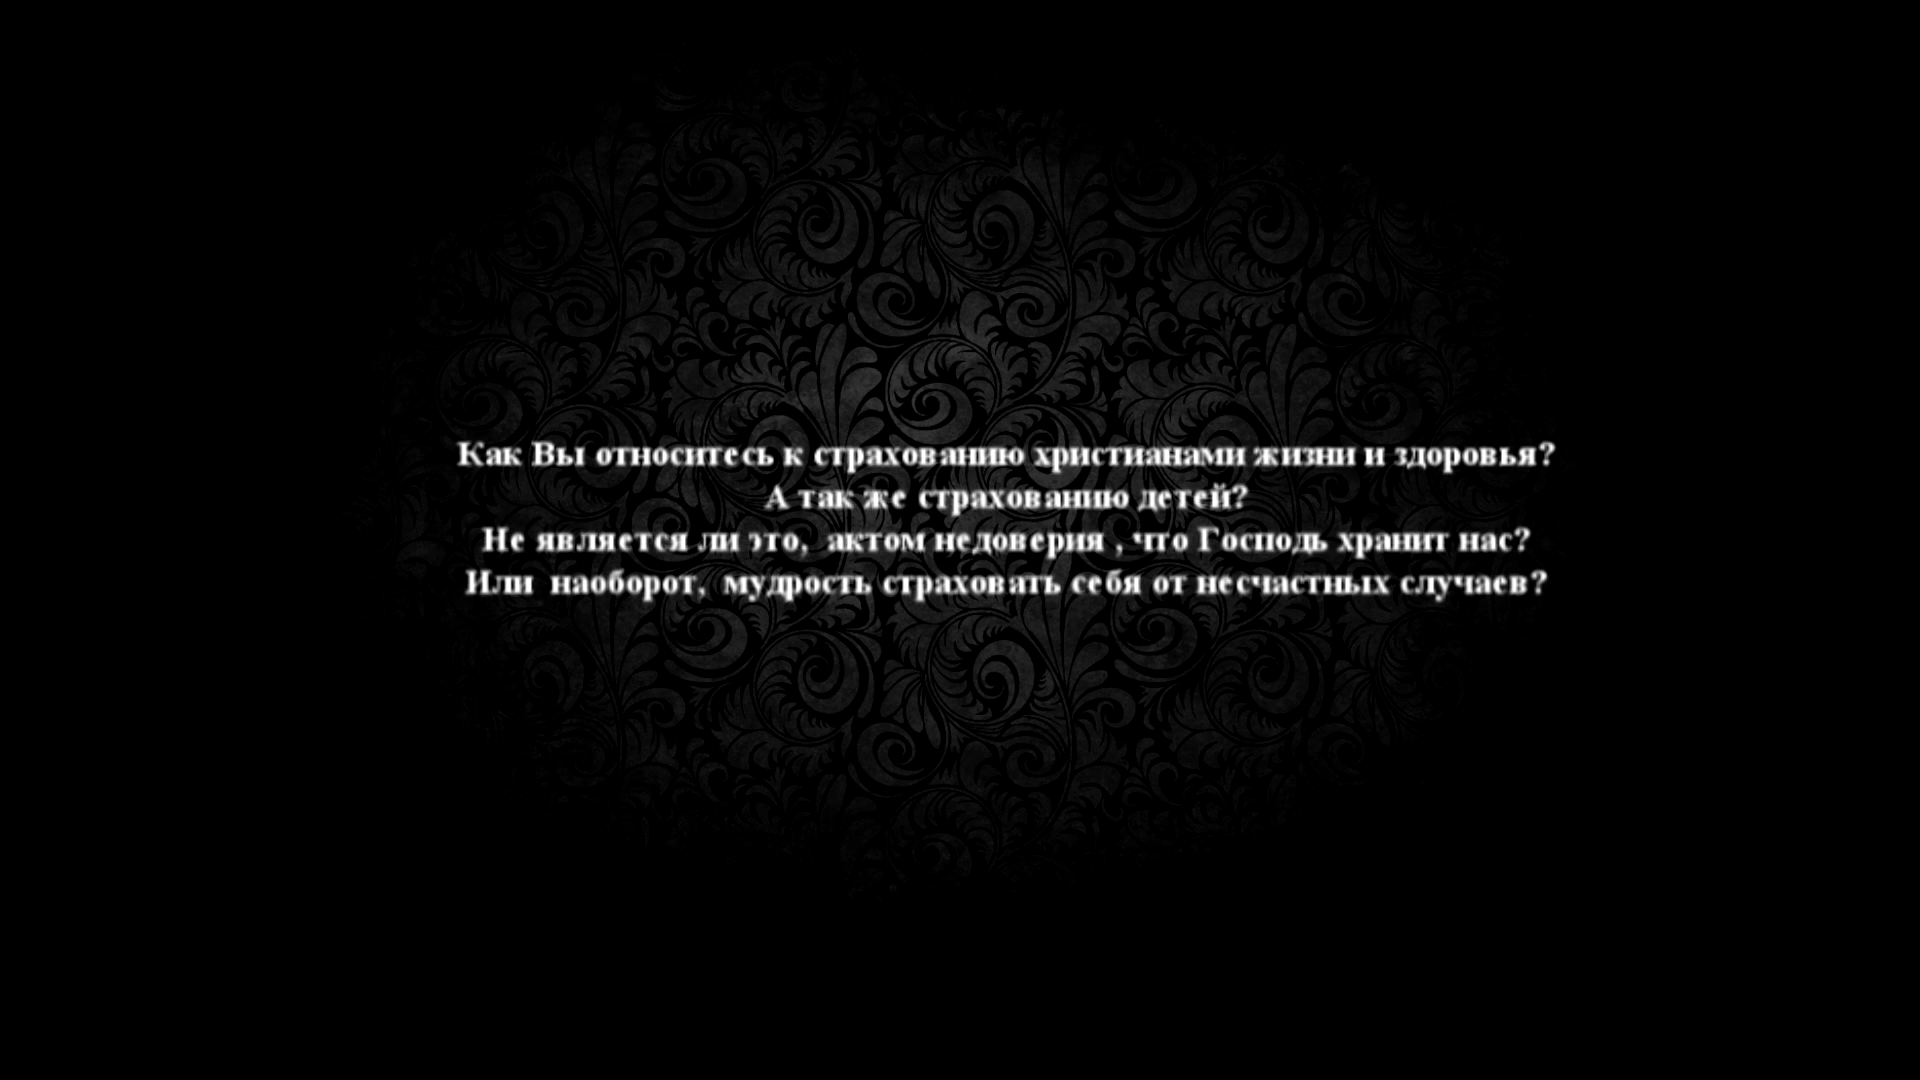 Как Вы относитесь к страхованию христианами жизни и здоровья?
А так же страхованию детей?
Не является ли это, актом недоверия , что Господь хранит нас?
Или наоборот, мудрость страховать себя от несчастных случаев?